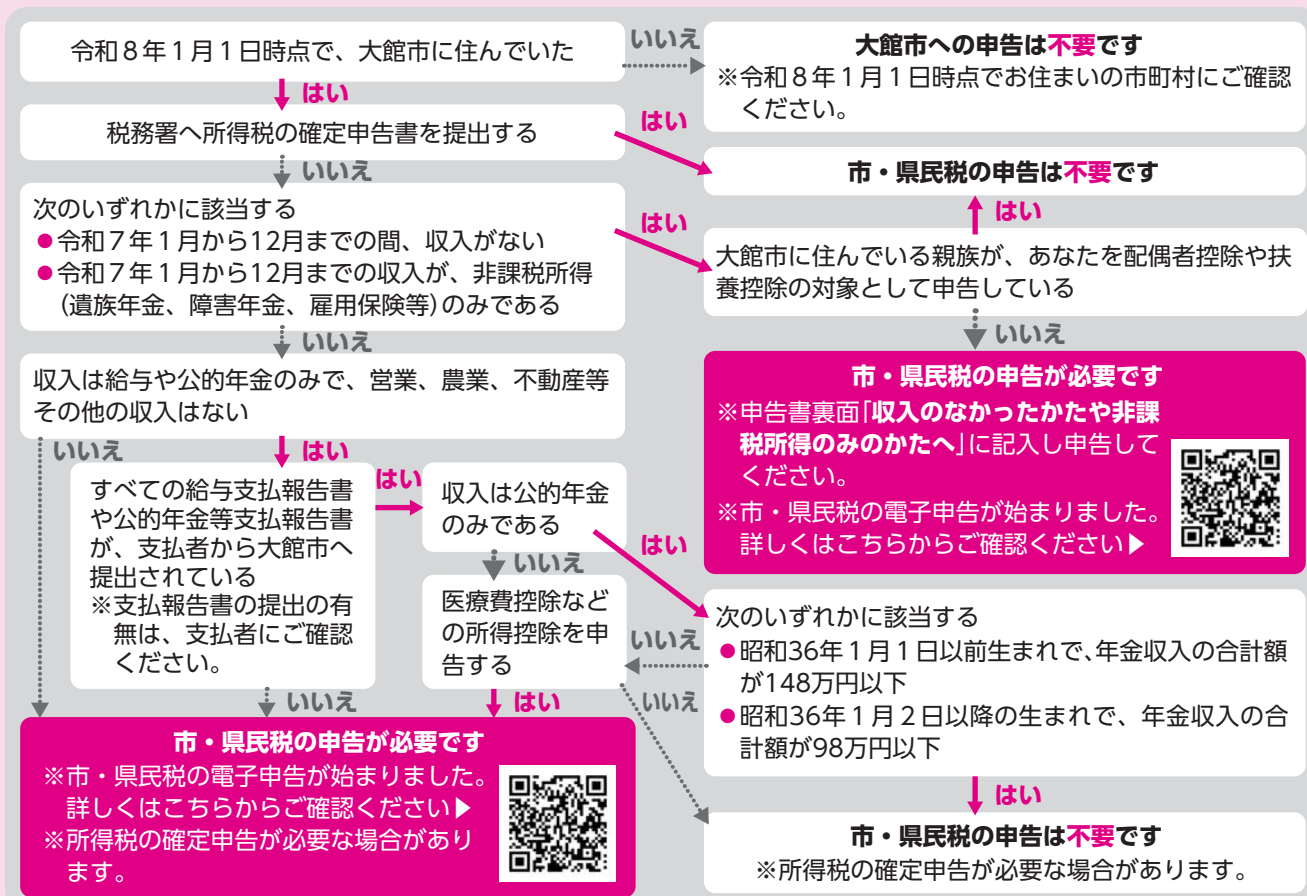 令和８年１月１日時点で、大館市に住んでいた
いいえ
大館市への申告は不要です
※令和８年１月１日時点でお住まいの市町村にご確認
ください。
はい
税務署へ所得税の確定申告書を提出する
はい
市・県民税の申告は不要です
いいえ
次のいずれかに該当する
●令和７年１月から12月までの間、収入がない
●令和７年１月から12月までの収入が、非課税所得
（遺族年金、障害年金、雇用保険等）のみである
はい
はい
大館市に住んでいる親族が、あなたを配偶者控除や扶
養控除の対象として申告している
いいえ
いいえ
収入は給与や公的年金のみで、営業、農業、不動産等
その他の収入はない
市・県民税の申告が必要です
※申告書裏面「収入のなかったかたや非課
税所得のみのかたへ」に記入し申告して
ください。
※市・県民税の電子申告が始まりました。
詳しくはこちらからご確認ください▶
いいえ
はい
すべての給与支払報告書
や公的年金等支払報告書
が、支払者から大館市へ
提出されている
※支払報告書の提出の有
無は、支払者にご確認
ください。
はい
収入は公的年金
のみである
はい
いいえ
医療費控除など
の所得控除を申
告する
次のいずれかに該当する
●昭和36年１月１日以前生まれで、年金収入の合計額
が148万円以下
●昭和36年１月２日以降の生まれで、年金収入の合
計額が98万円以下
いいえ
いいえ
はい
いいえ
はい
市・県民税の申告が必要です
※市・県民税の電子申告が始まりました。
詳しくはこちらからご確認ください▶
※所得税の確定申告が必要な場合があり
ます。
市・県民税の申告は不要です
※所得税の確定申告が必要な場合があります。